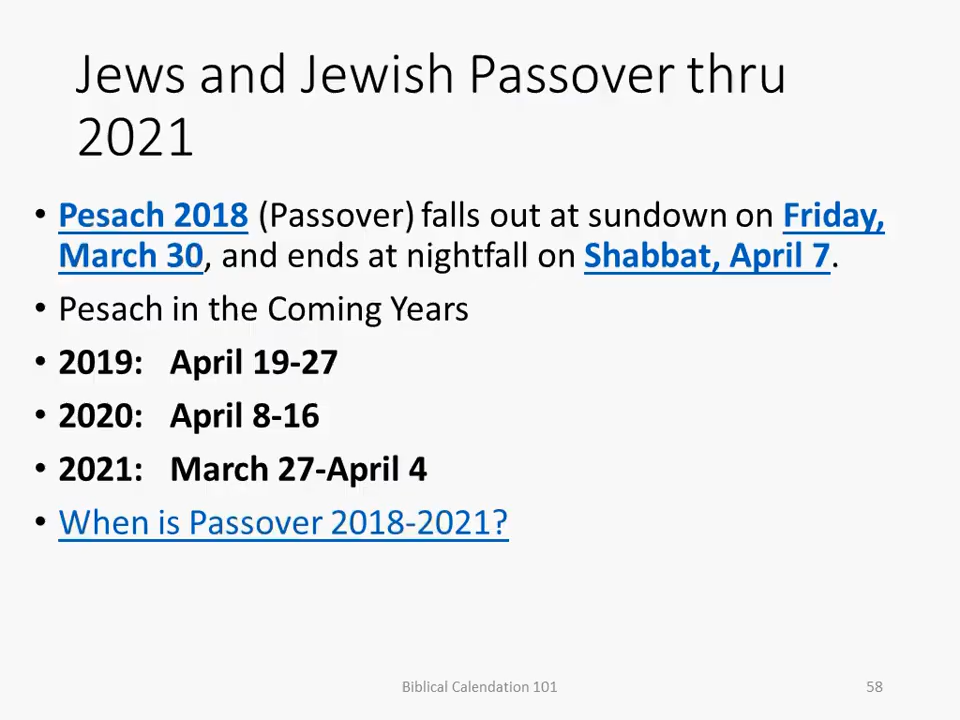 Jews and Jewish Passover thru
2021
• Pesach 2018 (Passover) falls out at sundown on Friday,
March 30, and ends at nightfall on Shabbat, April 7.
• Pesach in the Coming Years
• 2019: April 19-27
• 2020: April 8-16
• 2021: March 27-April 4
• When is Passover 2018-2021?
Biblical Calendation 101 58